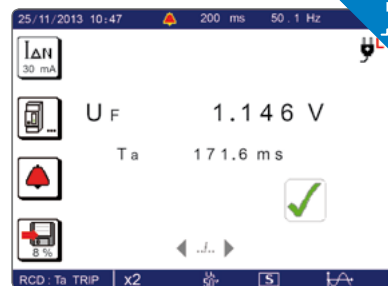 25/11/2013 10:47 200 ms 50.1 Hz
I∆N
30 mA
UF 1.146 V
Ta 171.6 ms
8 %
../..
RCD: Ta TRIP x2 S